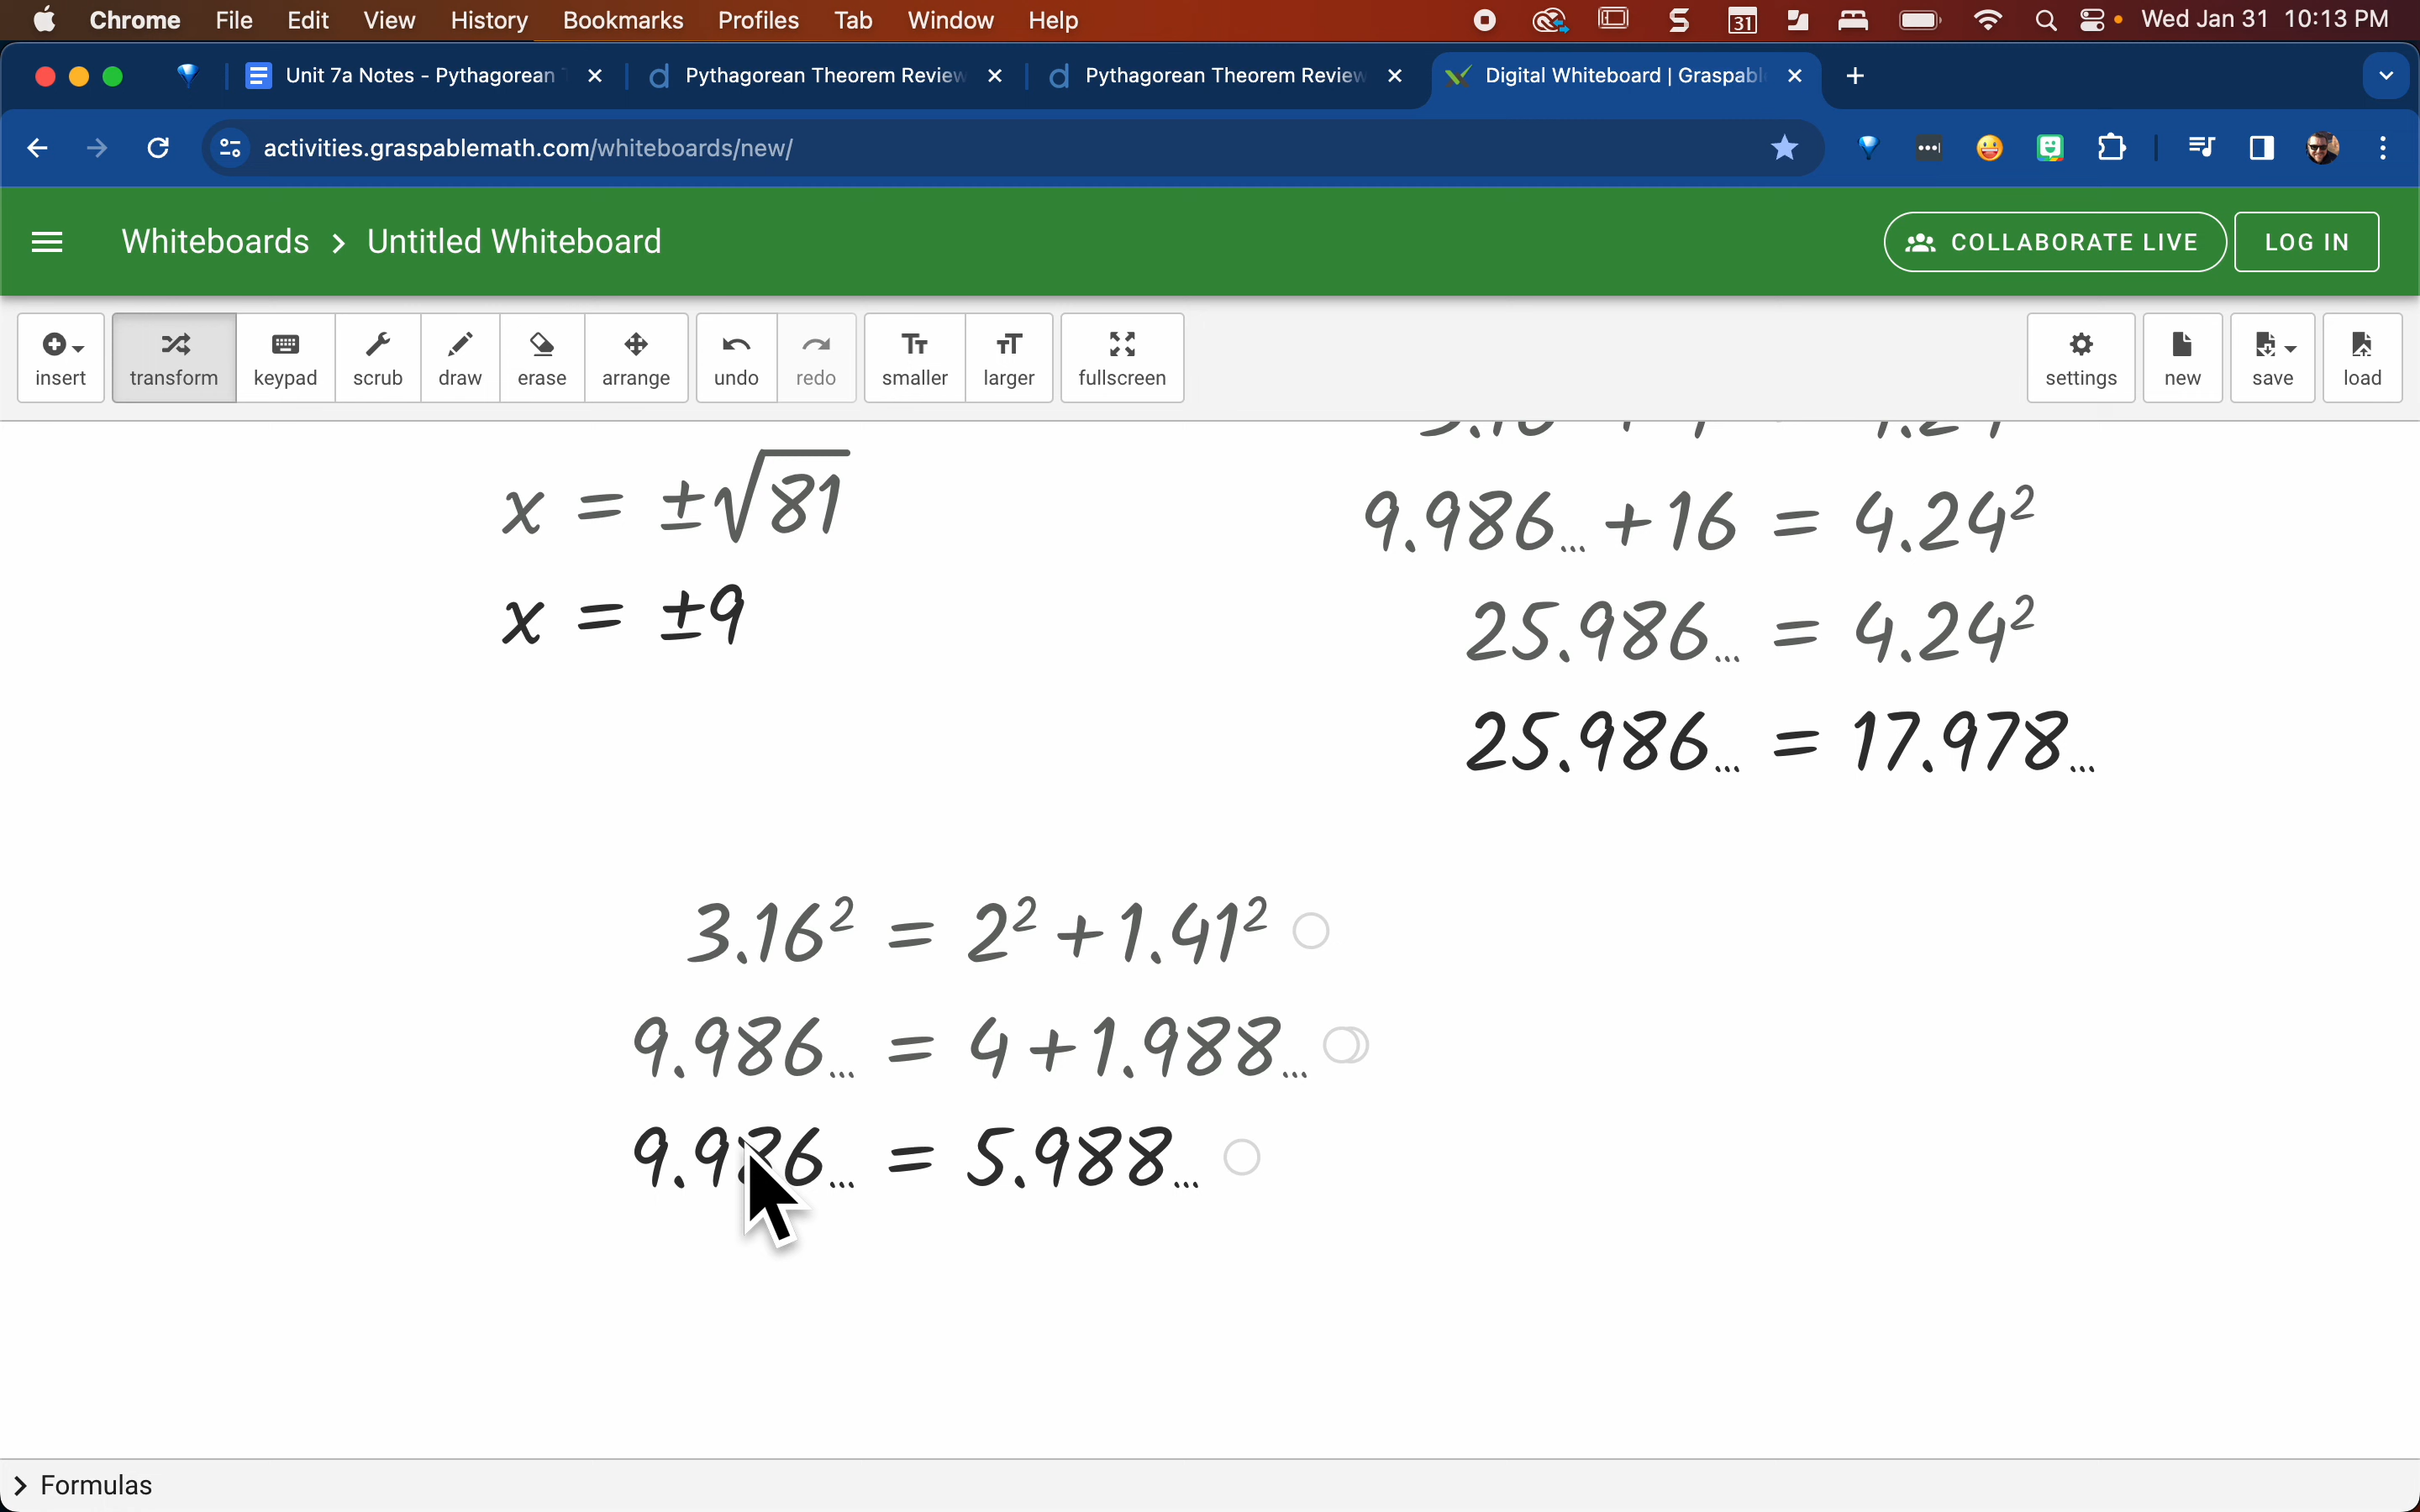 Chrome File Edit View History Bookmarks Profiles Tab Window Help 31 Wed Jan 31 10:13 PM
Unit 7a Notes - Pythagorean Pythagorean Theorem Review Pythagorean Theorem Review Digital Whiteboard | Graspabl
activities.graspablemath.com/whiteboards/new/
Whiteboards > Untitled Whiteboard COLLABORATE LIVE LOG IN
insert transform keypad scrub draw erase arrange undo redo smaller larger fullscreen settings new save load
x = ±√81
x = ±9
9.986... + 16 = 4.24²
25.986... = 4.24²
25.986... = 17.978...
3.16² = 2² + 1.41²
9.986... = 4 + 1.988...
9.986... = 5.988...
> Formulas